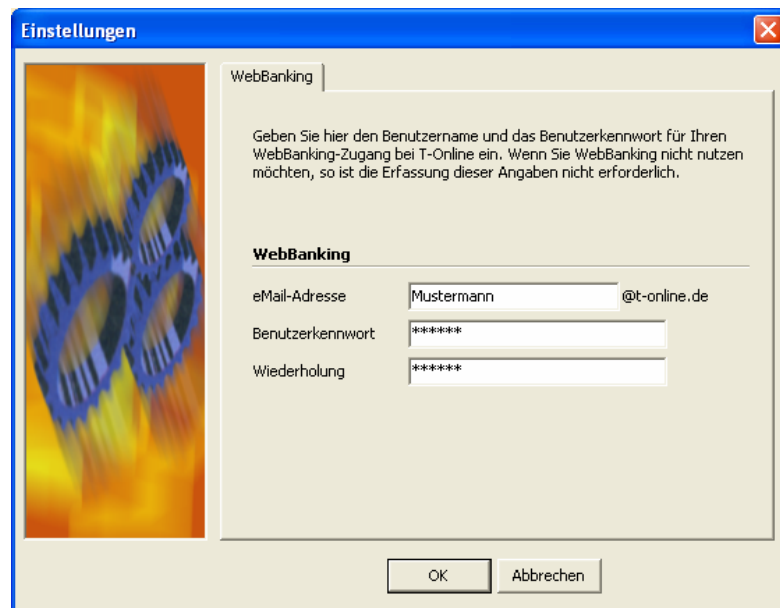 Einstellungen
WebBanking
Geben Sie hier den Benutzername und das Benutzerkennwort für Ihren
WebBanking-Zugang bei T-Online ein. Wenn Sie WebBanking nicht nutzen
möchten, so ist die Erfassung dieser Angaben nicht erforderlich.
WebBanking
eMail-Adresse Mustermann @t-online.de
Benutzerkennwort ******
Wiederholung ******
OK Abbrechen